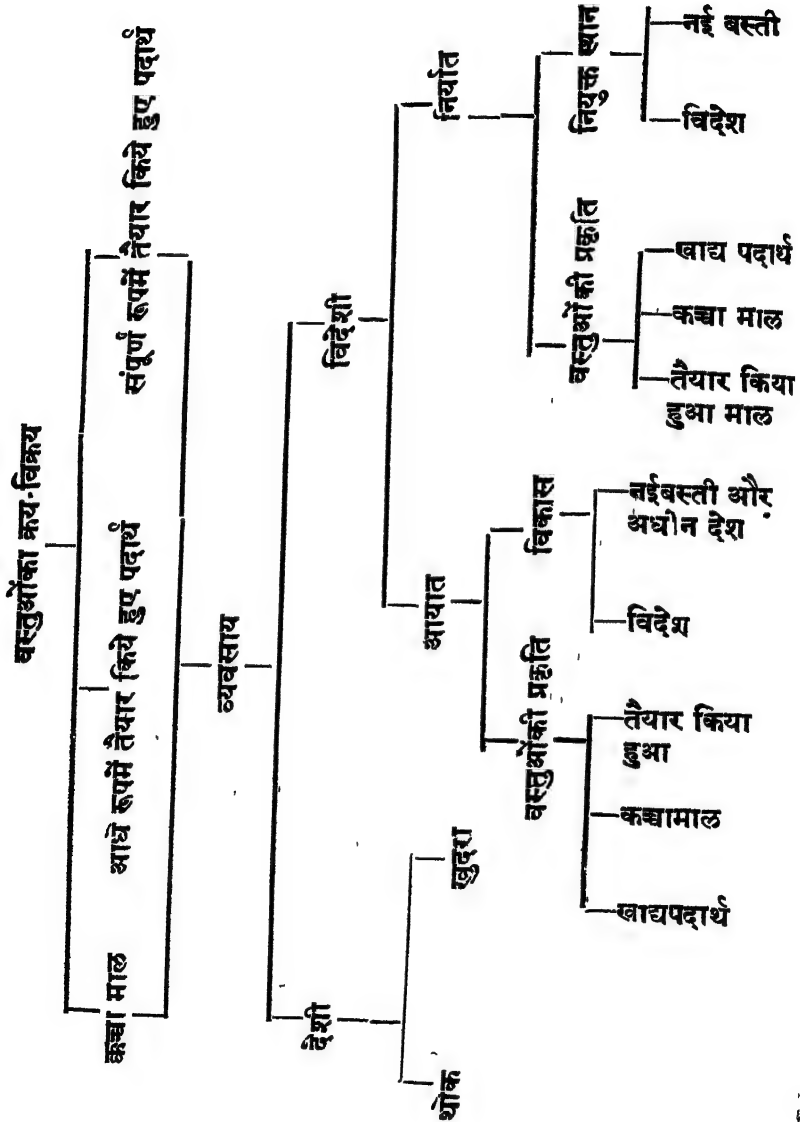 वस्तुओंका क्रय-विक्रय
कच्चा माल
आधे रूपमें तैयार किये हुए पदार्थ
संपूर्ण रूपमें तैयार किये हुए पदार्थ
व्यवसाय
देशी
विदेशी
थोक
खुदरा
आयात
निर्यात
वस्तुओंकी प्रकृति
विकास
वस्तुओंकी प्रकृति
नियुक्त स्थान
खाद्यपदार्थ
कच्चामाल
तैयार किया
हुआ
विदेश
नईबस्ती और
अधीन देश
तैयार किया
हुआ माल
कच्चा माल
खाद्य पदार्थ
विदेश
नई बस्ती